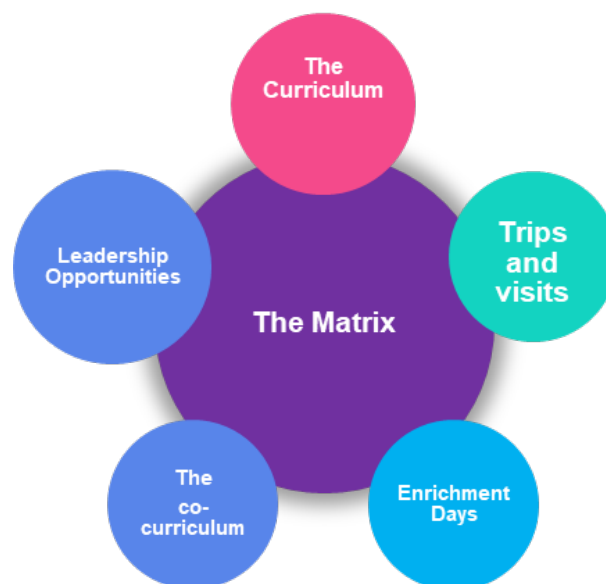 The
Curriculum
Trips
and
visits
Leadership
Opportunities
The Matrix
The
co-
curriculum
Enrichment
Days